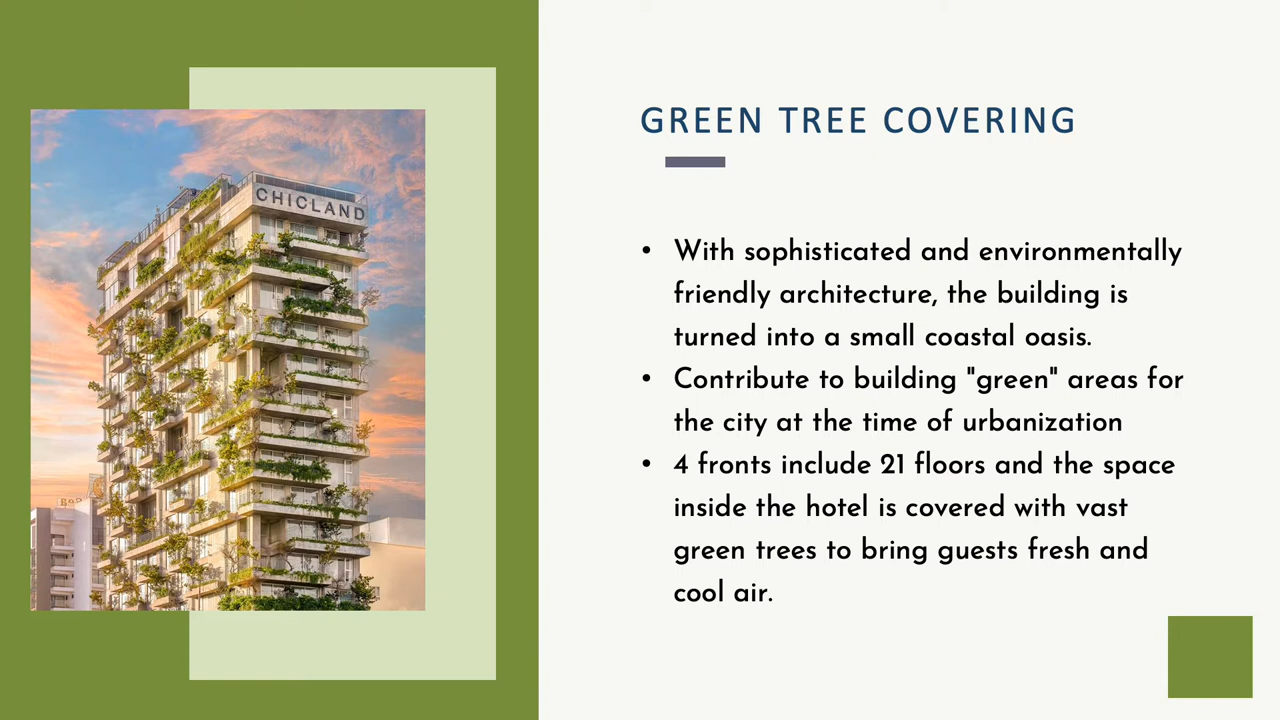 CHICLAND
GREEN TREE COVERING
• With sophisticated and environmentally
friendly architecture, the building is
turned into a small coastal oasis.
• Contribute to building "green" areas for
the city at the time of urbanization
• 4 fronts include 21 floors and the space
inside the hotel is covered with vast
green trees to bring guests fresh and
cool air.